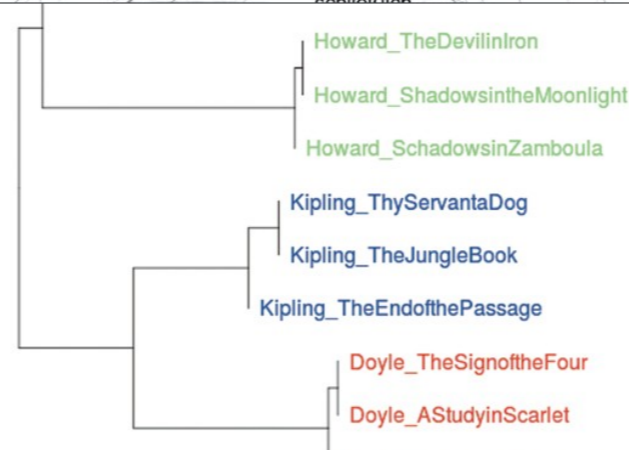 Howard_TheDevilinIron
Howard_ShadowsintheMoonlight
Howard_SchadowsinZamboula
Kipling_ThyServantaDog
Kipling_TheJungleBook
Kipling_TheEndofthePassage
Doyle_TheSignoftheFour
Doyle_AStudyinScarlet